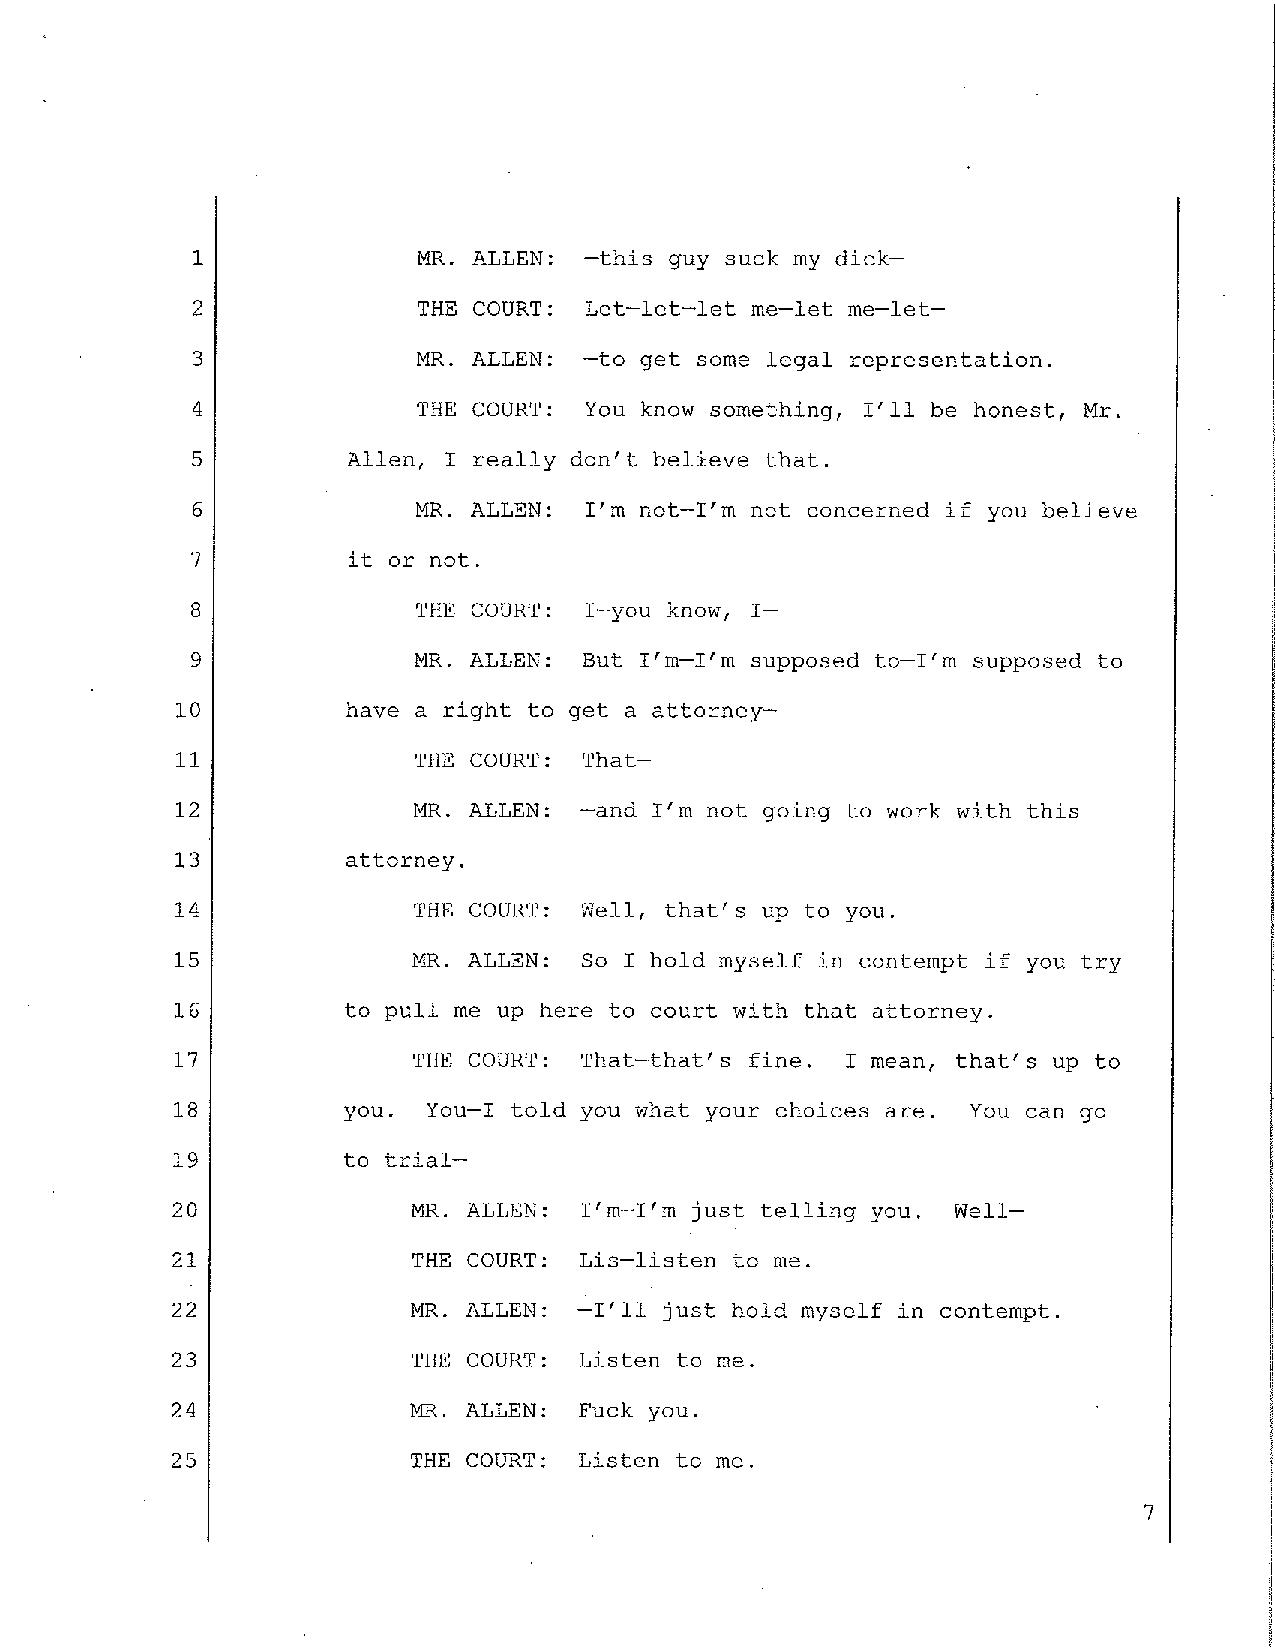 1 MR. ALLEN: —this guy suck my dick—
2 THE COURT: Let—let—let me—let me—let—
3 MR. ALLEN: —to get some legal representation.
4 THE COURT: You know something, I'll be honest, Mr.
5 Allen, I really don't believe that.
6 MR. ALLEN: I'm not—I'm not concerned if you believe
7 it or not.
8 THE COURT: I—you know, I—
9 MR. ALLEN: But I'm—I'm supposed to—I'm supposed to
10 have a right to get a attorney—
11 THE COURT: That—
12 MR. ALLEN: —and I'm not going to work with this
13 attorney.
14 THE COURT: Well, that's up to you.
15 MR. ALLEN: So I hold myself in contempt if you try
16 to pull me up here to court with that attorney.
17 THE COURT: That—that's fine. I mean, that's up to
18 you. You—I told you what your choices are. You can go
19 to trial—
20 MR. ALLEN: I'm—I'm just telling you. Well—
21 THE COURT: Lis—listen to me.
22 MR. ALLEN: —I'll just hold myself in contempt.
23 THE COURT: Listen to me.
24 MR. ALLEN: Fuck you.
25 THE COURT: Listen to me.
7